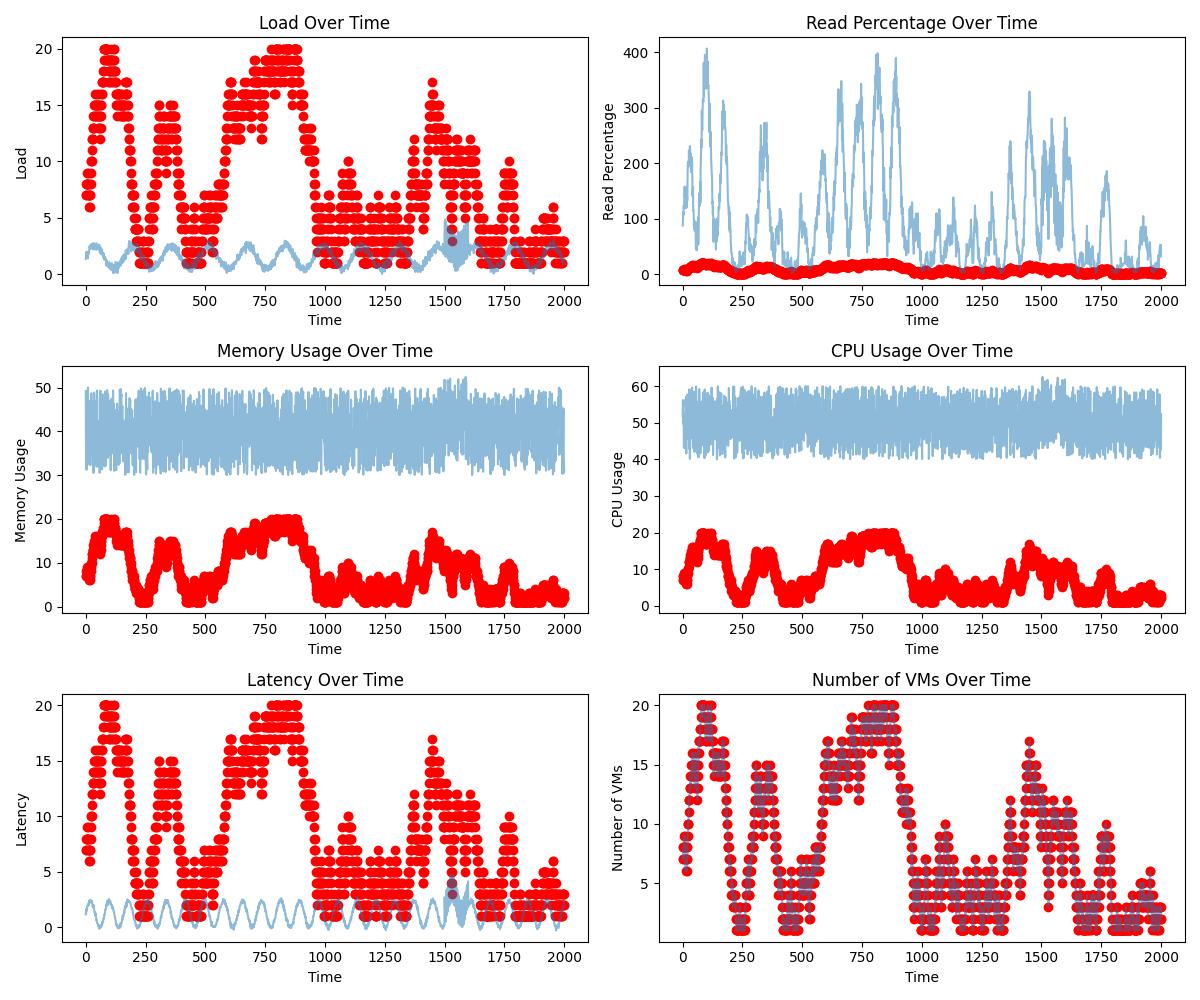 Load Over Time
Load
20
15
10
5
0
0 250 500 750 1000 1250 1500 1750 2000
Time
Read Percentage Over Time
Read Percentage
400
300
200
100
0
0 250 500 750 1000 1250 1500 1750 2000
Time
Memory Usage Over Time
Memory Usage
50
40
30
20
10
0
0 250 500 750 1000 1250 1500 1750 2000
Time
CPU Usage Over Time
CPU Usage
60
50
40
30
20
10
0
0 250 500 750 1000 1250 1500 1750 2000
Time
Latency Over Time
Latency
20
15
10
5
0
0 250 500 750 1000 1250 1500 1750 2000
Time
Number of VMs Over Time
Number of VMs
20
15
10
5
0 250 500 750 1000 1250 1500 1750 2000
Time